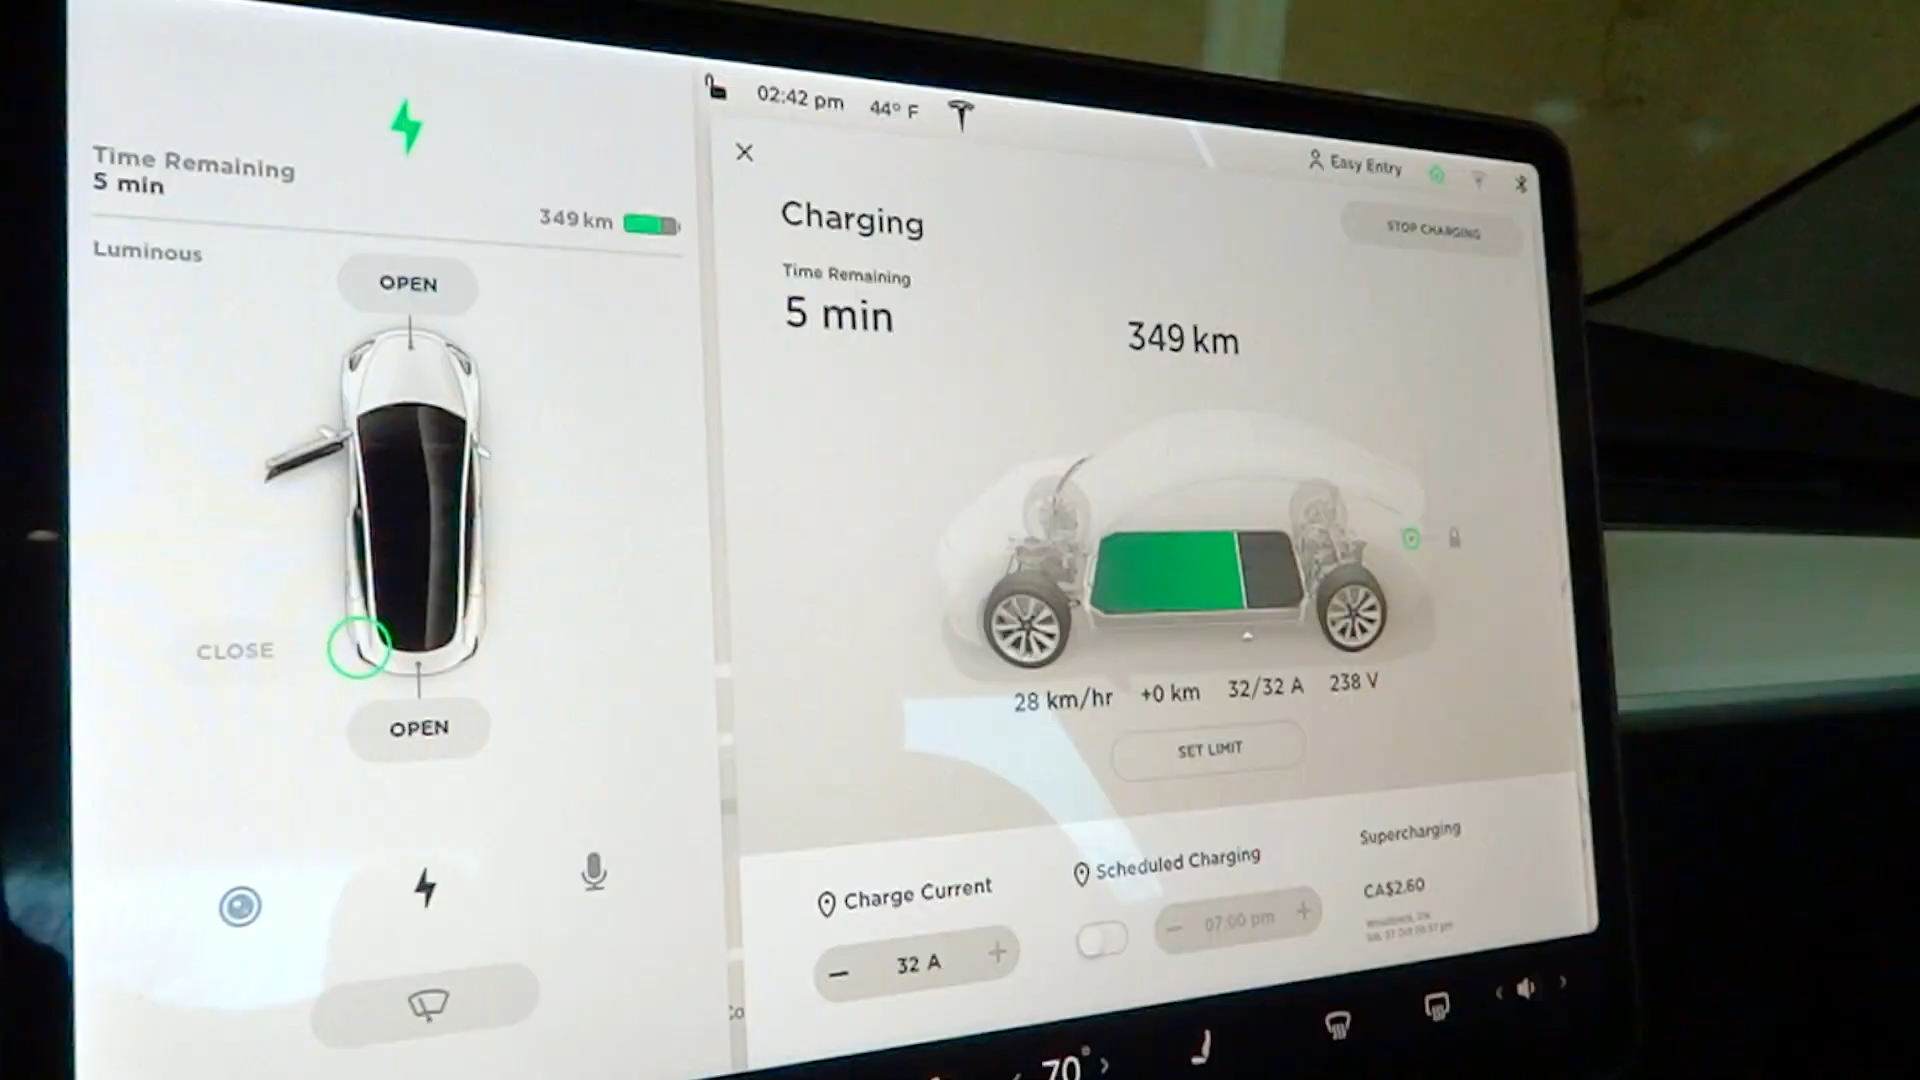 Time Remaining
5 min
349 km
Luminous
OPEN
CLOSE
OPEN
02:42 pm 44° F
Easy Entry
Charging
STOP CHARGING
Time Remaining
5 min
349 km
28 km/hr +0 km 32/32 A 238 V
SET LIMIT
Charge Current
32 A
Scheduled Charging
07:00 pm
Supercharging
CA$2.60
70°